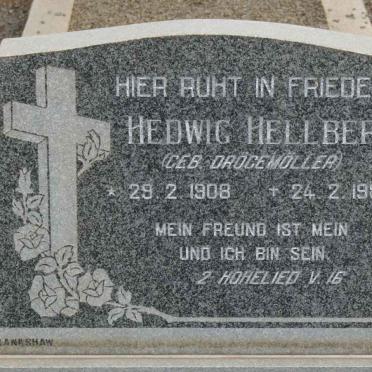 HIER RUHT IN FRIEDE
HEDWIG HELLBER
(GEB. DRÖGEMÖLLER)
* 29.2.1908 + 24.2.19
MEIN FREUND IST MEIN
UND ICH BIN SEIN.
2 HOHELIED V. 16